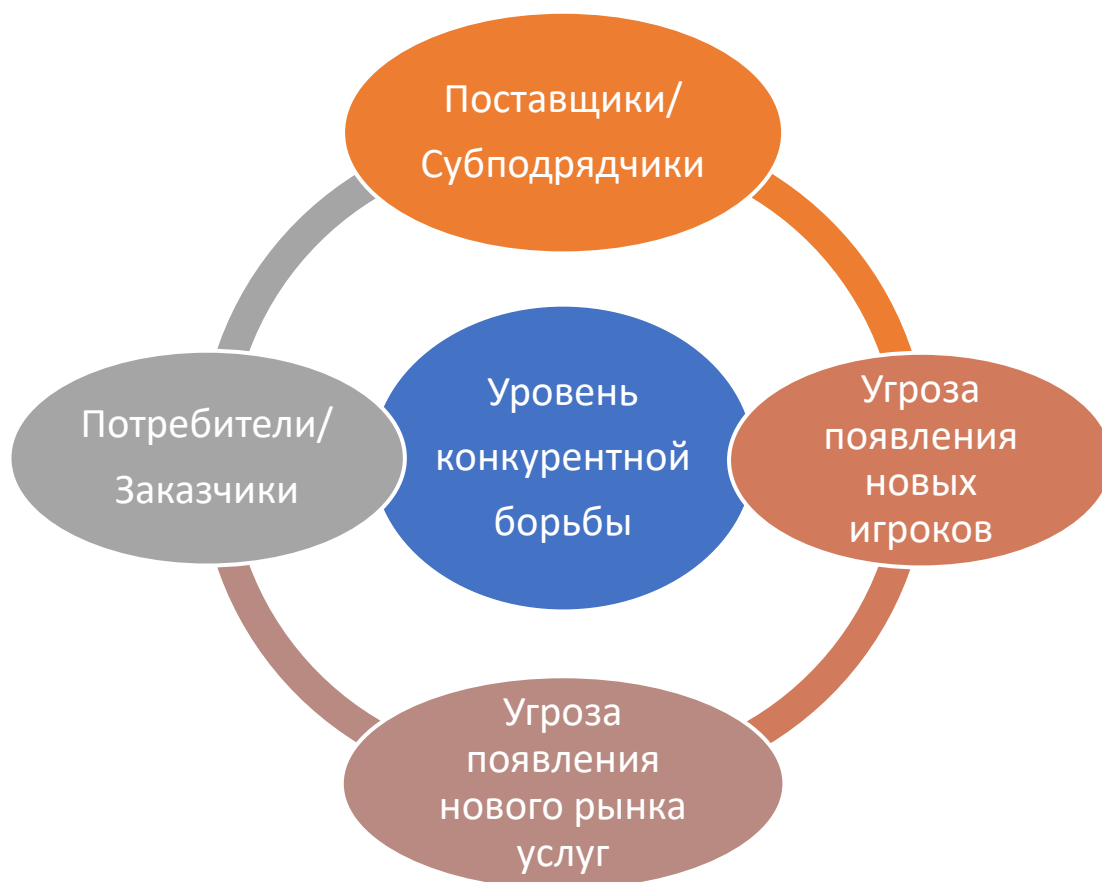 Поставщики/
Субподрядчики
Потребители/
Заказчики
Уровень
конкурентной
борьбы
Угроза
появления
новых
игроков
Угроза
появления
нового рынка
услуг